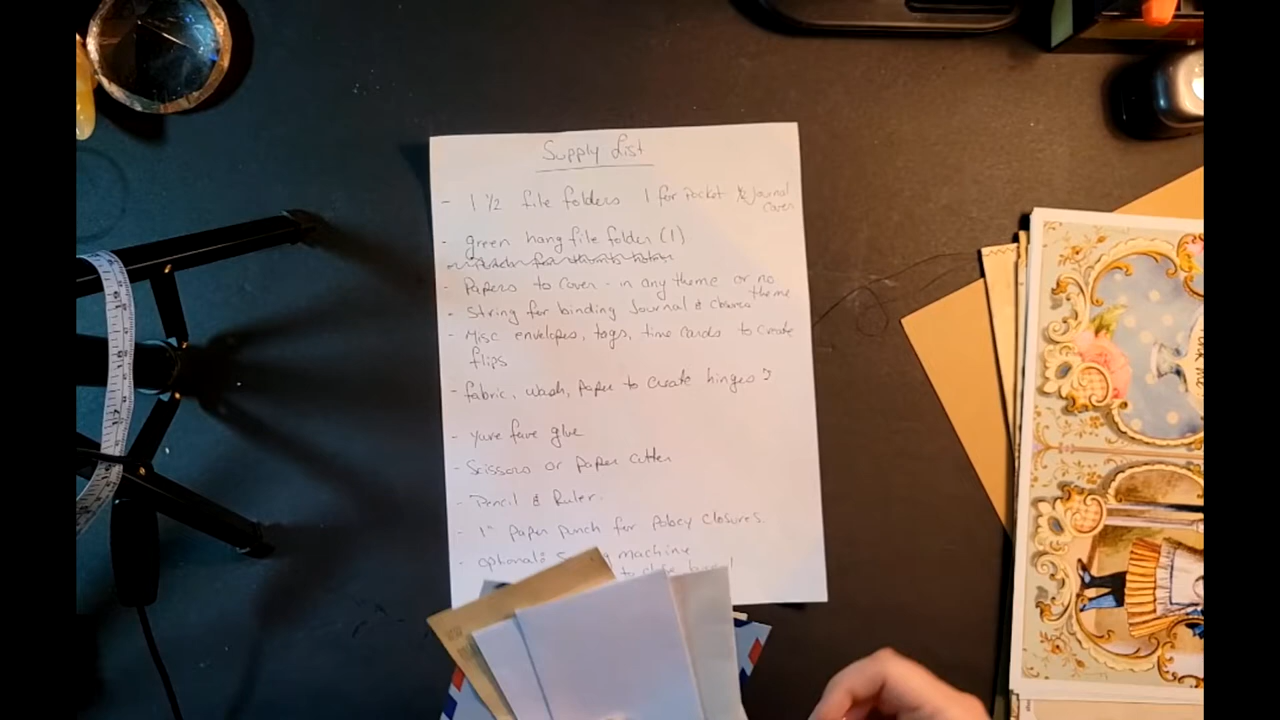 Supply List
- 1 1/2 file folders 1 for Pocket & Journal
Cover
- green hang file folder (1)
- Papers to cover - in any theme or no
theme
- String for binding Journal &
- Misc envelopes, tags, time cards to create
flips
- fabric, wash, paper to create hinges
- your fave glue
- Scissors or paper cutter
- Pencil & Ruler.
- 1" paper punch for Policy Closures.
- optional: machine
to